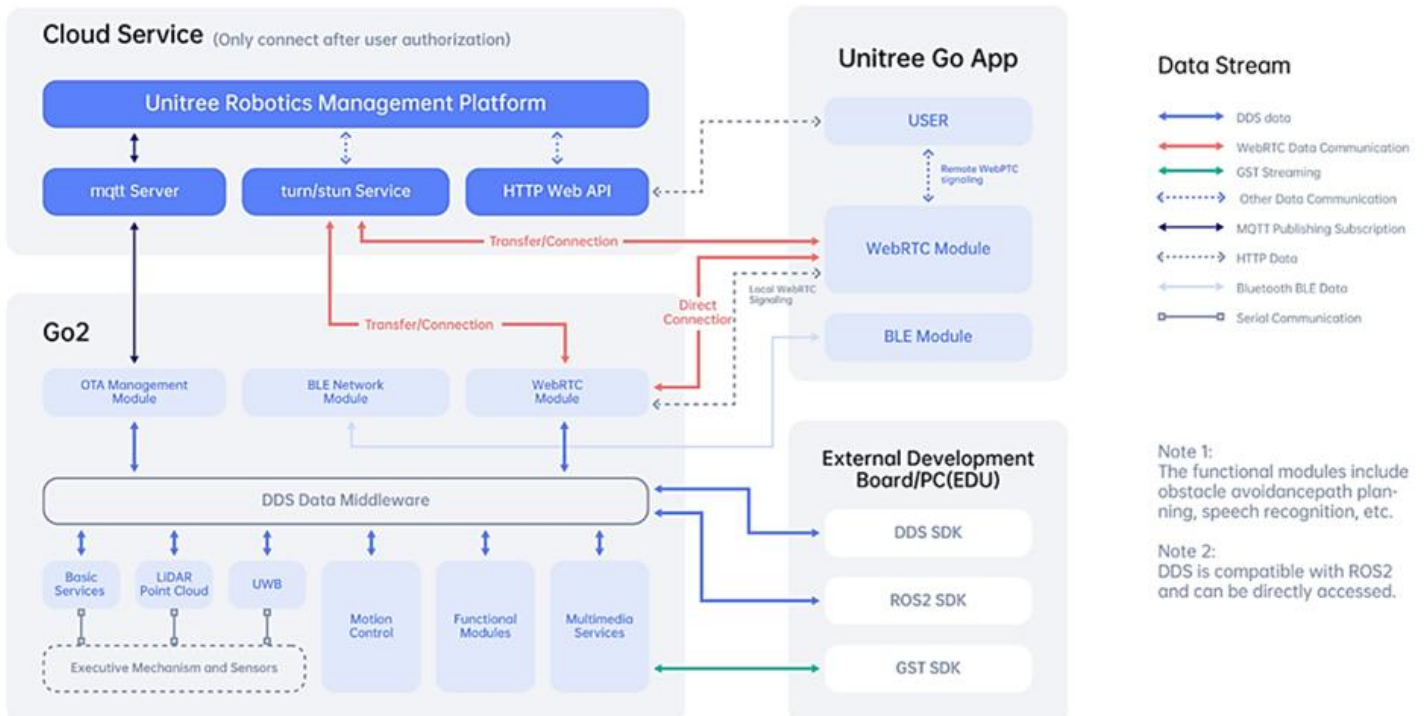 Cloud Service (Only connect after user authorization)
Unitree Robotics Management Platform
mqtt Server
turn/stun Service
HTTP Web API
Transfer/Connection
Transfer/Connection
Direct
Connection
Local WebRTC
Signaling
Unitree Go App
USER
Remote WebPTC
signaling
WebRTC Module
BLE Module
Go2
OTA Management
Module
BLE Network
Module
WebRTC
Module
DDS Data Middleware
Basic
Services
LiDAR
Point Cloud
UWB
Motion
Control
Functional
Modules
Multimedia
Services
Executive Mechanism and Sensors
External Development
Board/PC(EDU)
DDS SDK
ROS2 SDK
GST SDK
Data Stream
DDS data
WebRTC Data Communication
GST Streaming
Other Data Communication
MQTT Publishing Subscription
HTTP Data
Bluetooth BLE Data
Serial Communication
Note 1:
The functional modules include
obstacle avoidancepath plan-
ning, speech recognition, etc.
Note 2:
DDS is compatible with ROS2
and can be directly accessed.